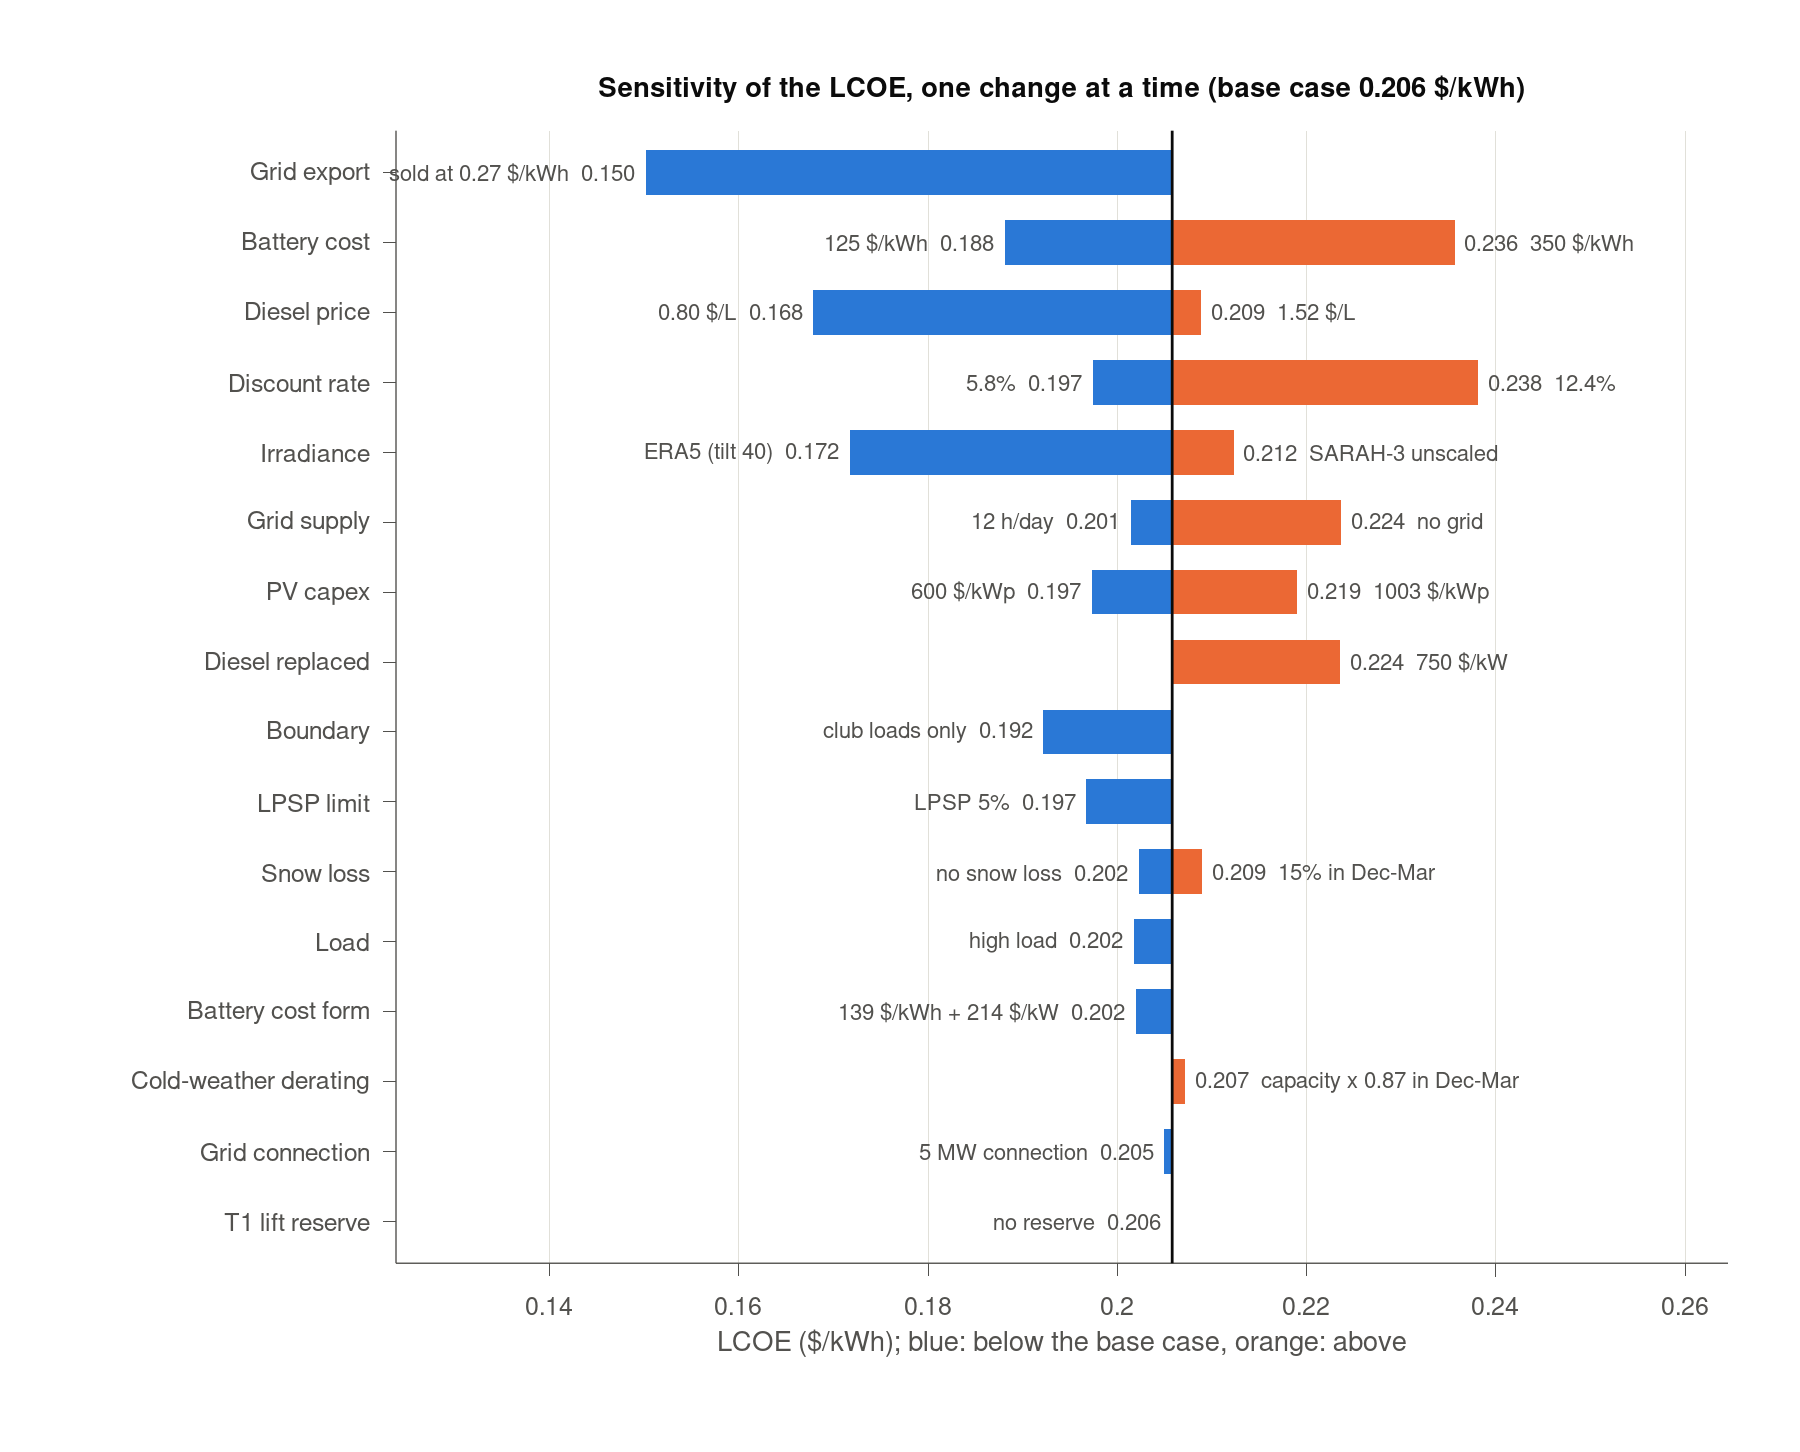 Sensitivity of the LCOE, one change at a time (base case 0.206 $/kWh)
Grid export sold at 0.27 $/kWh 0.150
Battery cost 125 $/kWh 0.188 0.236 350 $/kWh
Diesel price 0.80 $/L 0.168 0.209 1.52 $/L
Discount rate 5.8% 0.197 0.238 12.4%
Irradiance ERA5 (tilt 40) 0.172 0.212 SARAH-3 unscaled
Grid supply 12 h/day 0.201 0.224 no grid
PV capex 600 $/kWp 0.197 0.219 1003 $/kWp
Diesel replaced 0.224 750 $/kW
Boundary club loads only 0.192
LPSP limit LPSP 5% 0.197
Snow loss no snow loss 0.202 0.209 15% in Dec-Mar
Load high load 0.202
Battery cost form 139 $/kWh + 214 $/kW 0.202
Cold-weather derating 0.207 capacity x 0.87 in Dec-Mar
Grid connection 5 MW connection 0.205
T1 lift reserve no reserve 0.206
0.14 0.16 0.18 0.2 0.22 0.24 0.26
LCOE ($/kWh); blue: below the base case, orange: above